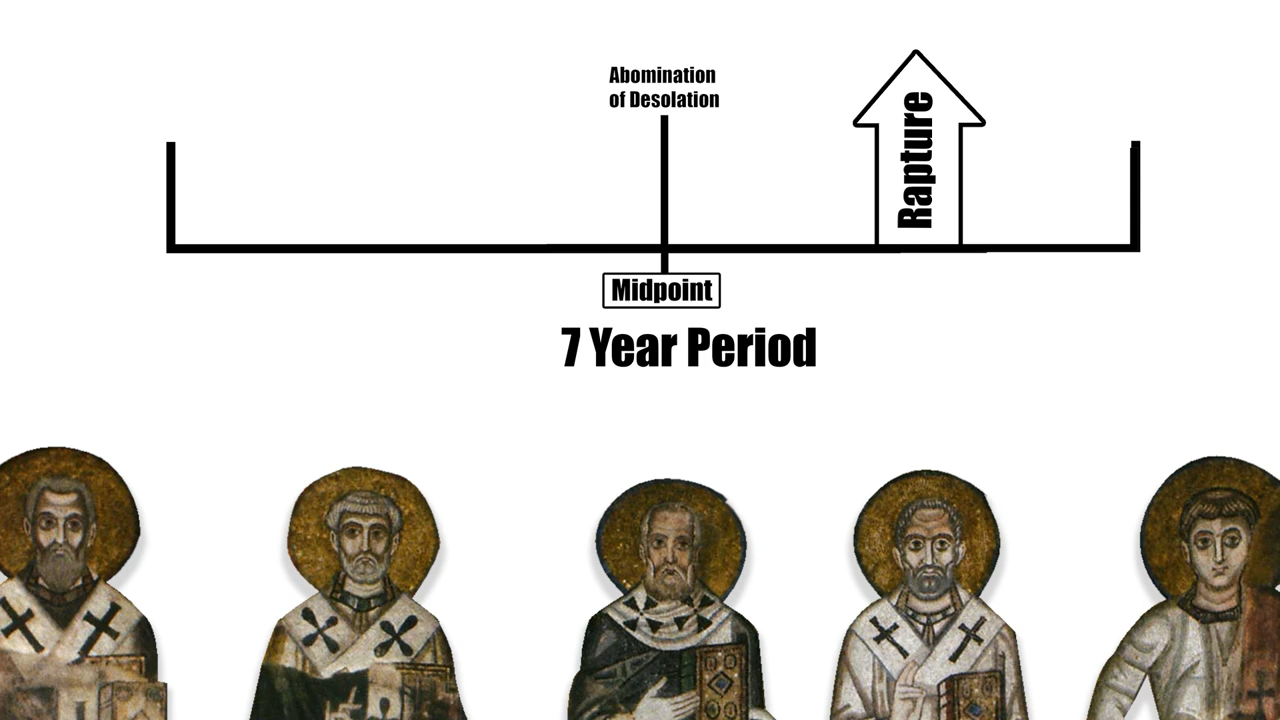 Abomination
of Desolation
Rapture
Midpoint
7 Year Period